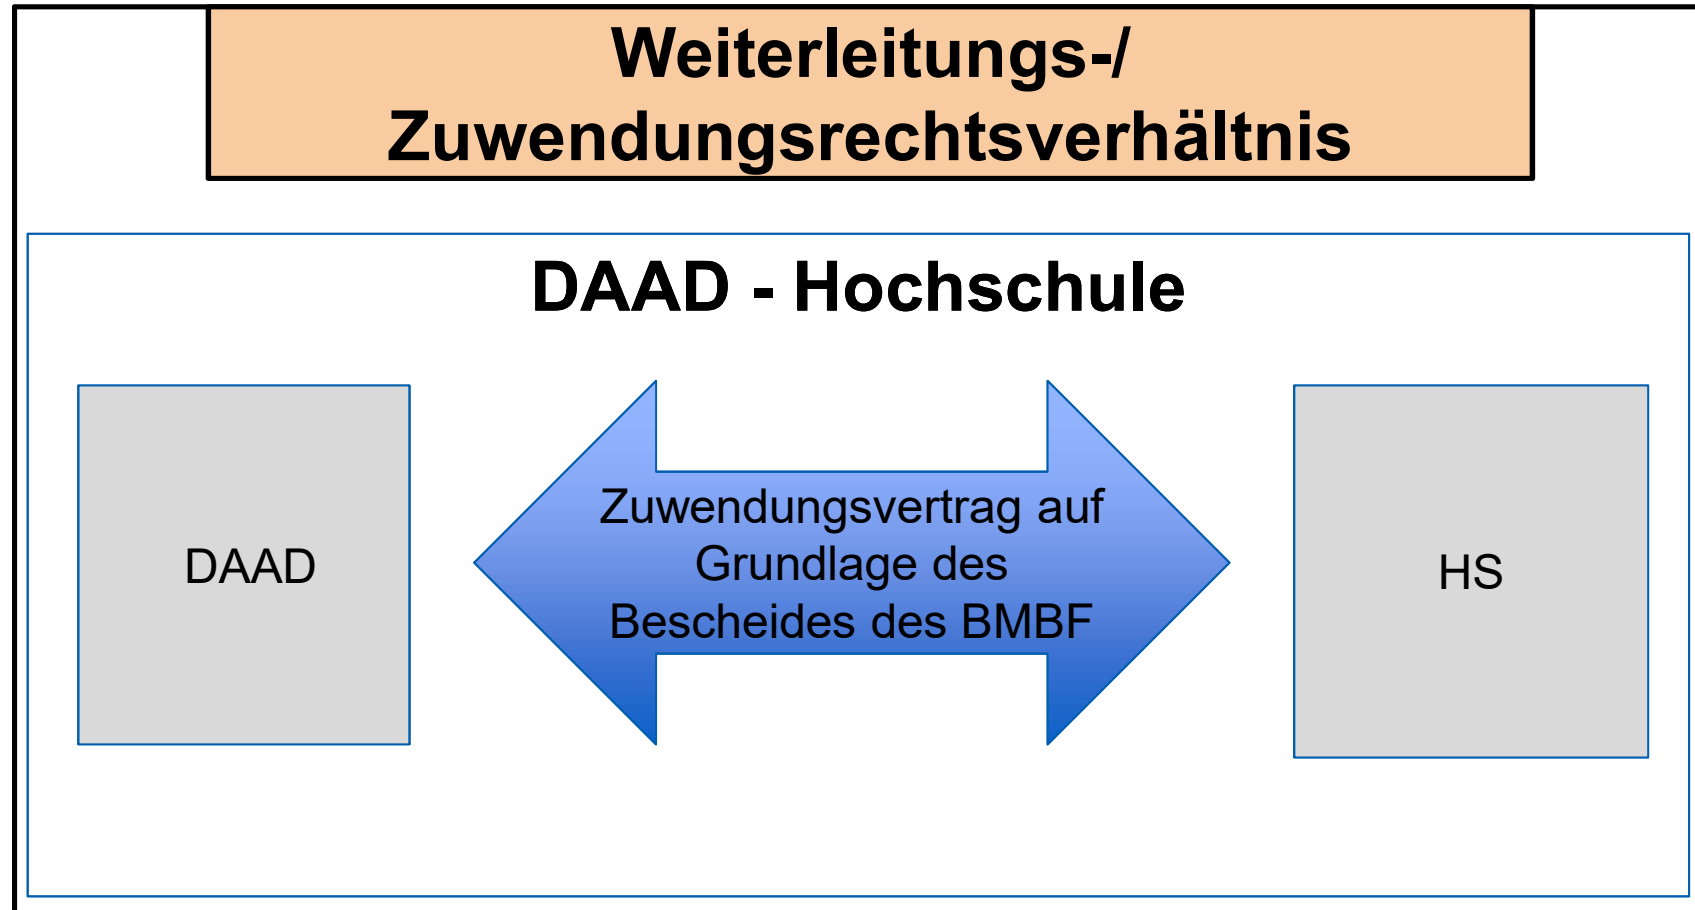 Weiterleitungs-/
Zuwendungsrechtsverhältnis
DAAD - Hochschule
DAAD
Zuwendungsvertrag auf
Grundlage des
Bescheides des BMBF
HS